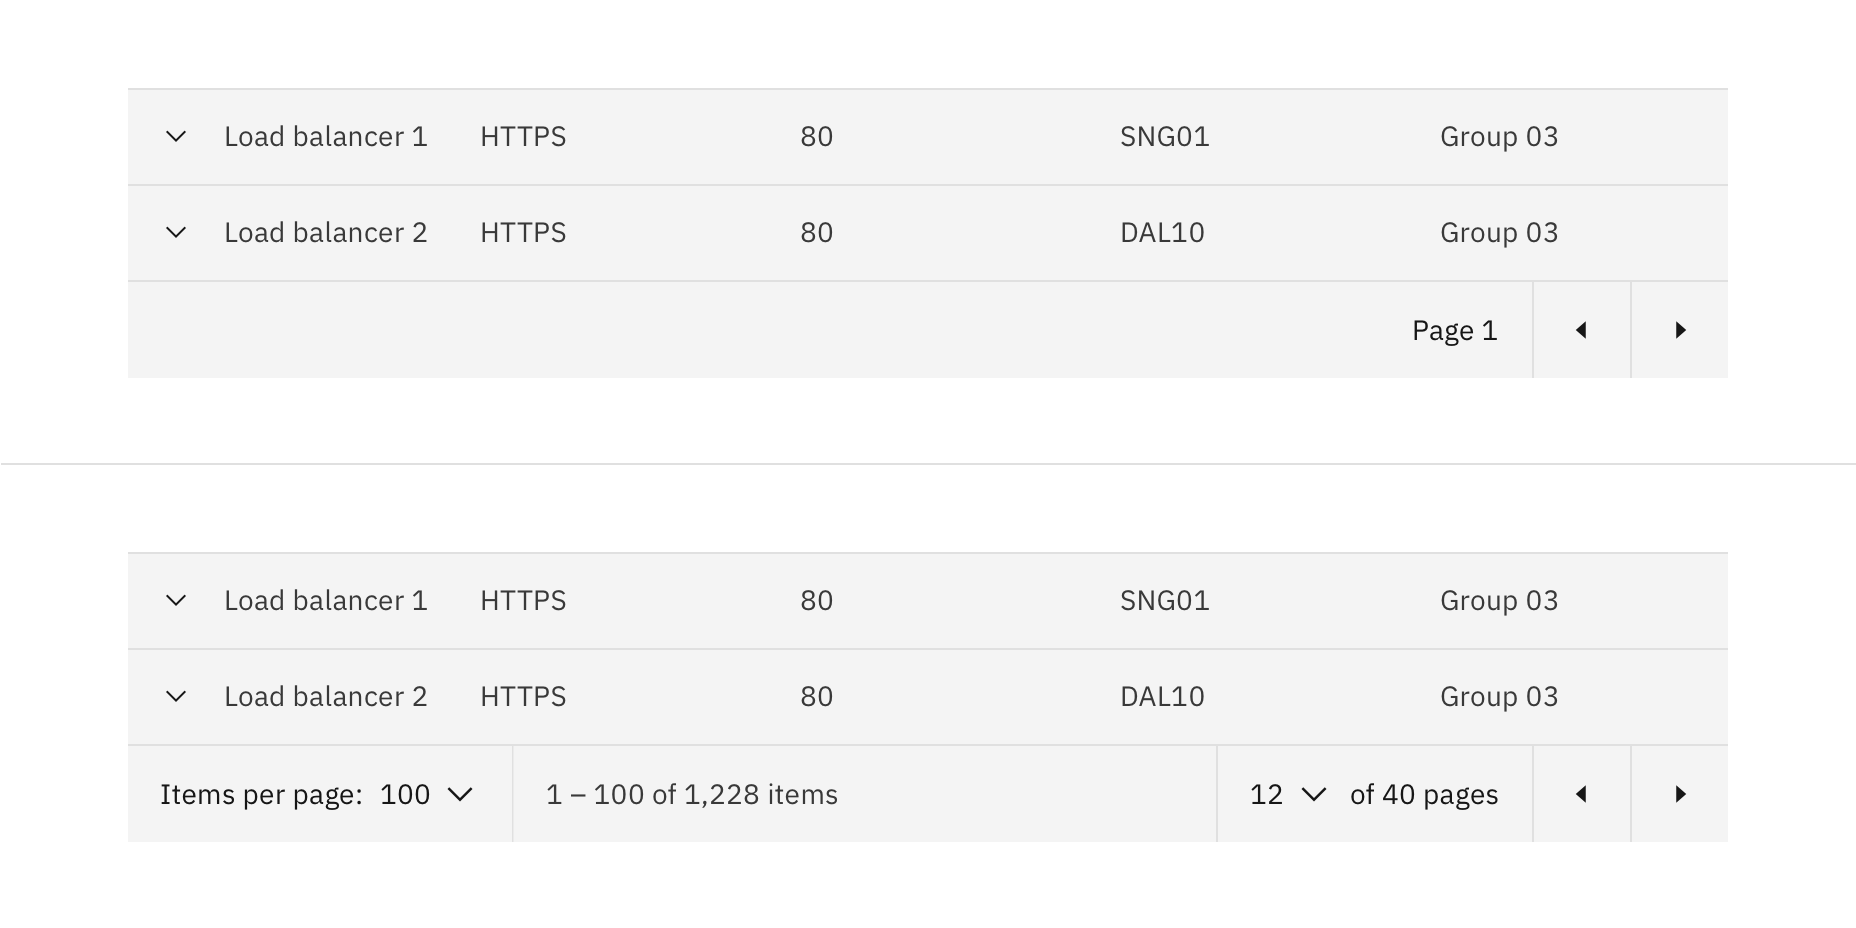 Load balancer 1 HTTPS 80 SNG01 Group 03
Load balancer 2 HTTPS 80 DAL10 Group 03
Page 1
Load balancer 1 HTTPS 80 SNG01 Group 03
Load balancer 2 HTTPS 80 DAL10 Group 03
Items per page: 100 1 – 100 of 1,228 items 12 of 40 pages